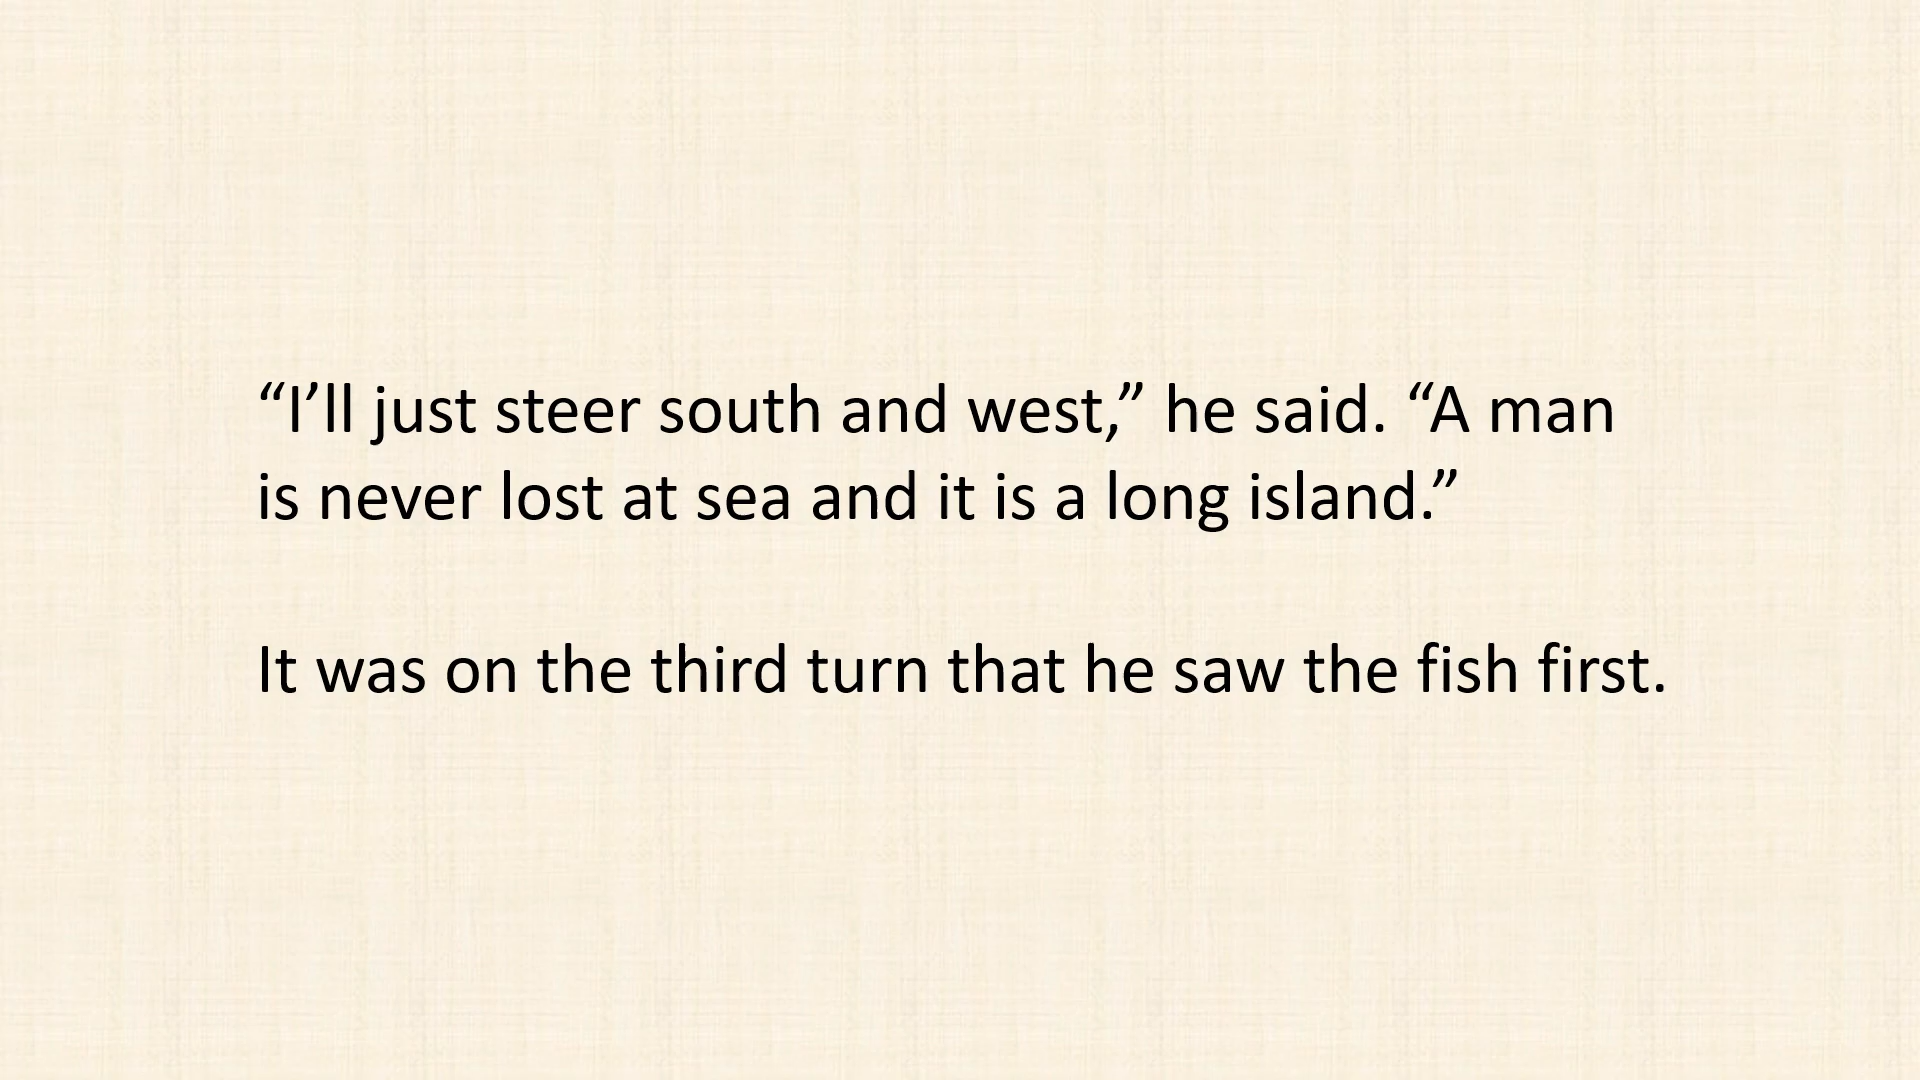 “I’ll just steer south and west,” he said. “A man
is never lost at sea and it is a long island.”
It was on the third turn that he saw the fish first.